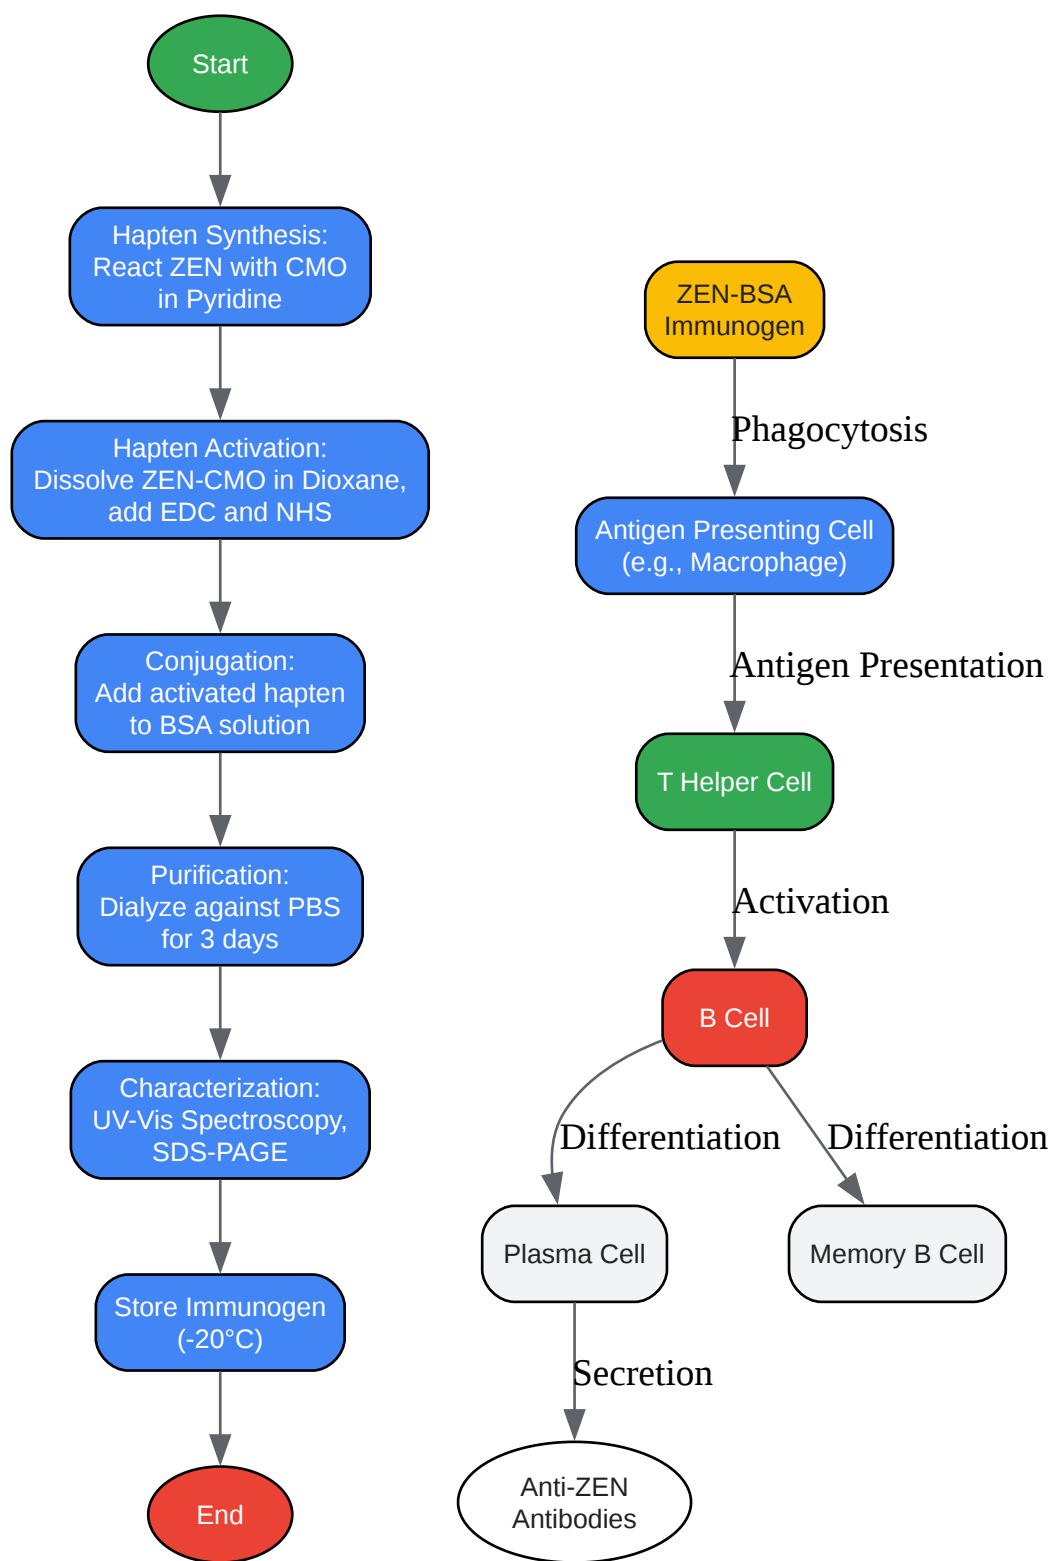 Start
Hapten Synthesis:
React ZEN with CMO
in Pyridine
Hapten Activation:
Dissolve ZEN-CMO in Dioxane,
add EDC and NHS
Conjugation:
Add activated hapten
to BSA solution
Purification:
Dialyze against PBS
for 3 days
Characterization:
UV-Vis Spectroscopy,
SDS-PAGE
Store Immunogen
(-20°C)
End
ZEN-BSA
Immunogen
Phagocytosis
Antigen Presenting Cell
(e.g., Macrophage)
Antigen Presentation
T Helper Cell
Activation
B Cell
Differentiation
Differentiation
Plasma Cell
Memory B Cell
Secretion
Anti-ZEN
Antibodies